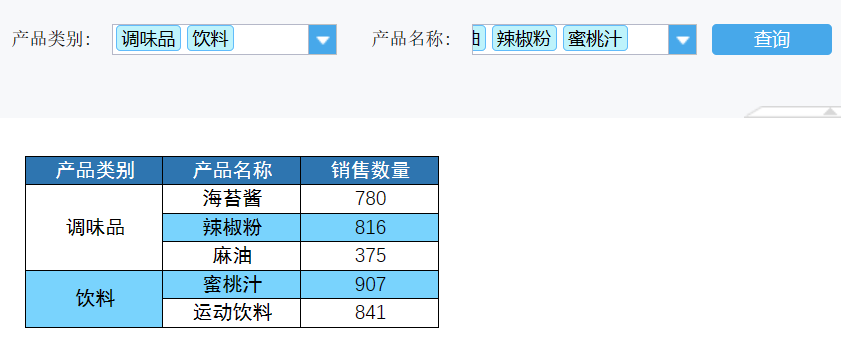 产品类别： 调味品 饮料 产品名称： 辣椒粉 蜜桃汁 查询
产品类别 产品名称 销售数量
调味品 海苔酱 780
辣椒粉 816
麻油 375
饮料 蜜桃汁 907
运动饮料 841